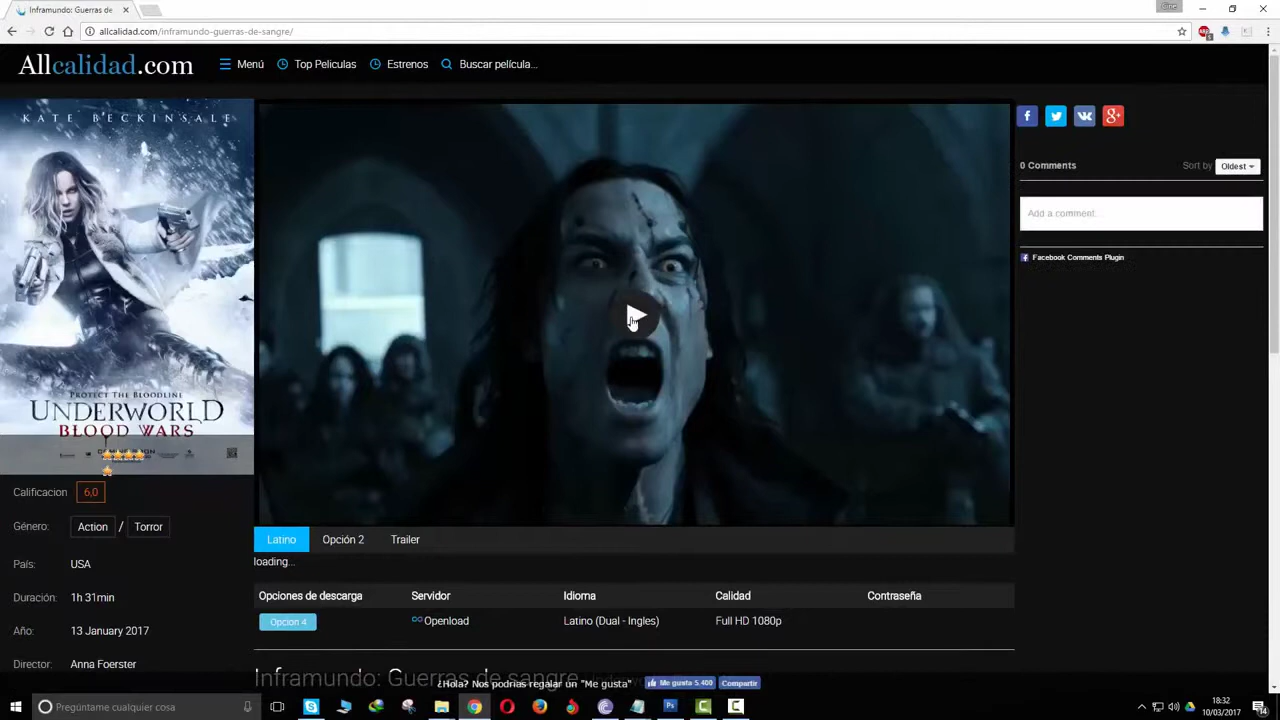 Inframundo: Guerras de
Cine
allcalidad.com/inframundo-guerras-de-sangre/
Allcalidad.com
Menú
Top Peliculas
Estrenos
Buscar película...
KATE BECKINSALE
PROTECT THE BLOODLINE
UNDERWORLD
BLOOD WARS
0 Comments
Sort by
Oldest
Add a comment...
Facebook Comments Plugin
Calificacion
6,0
Género:
Action / Torror
País:
USA
Duración:
1h 31min
Año:
13 January 2017
Director:
Anna Foerster
Latino
Opción 2
Trailer
loading...
Opciones de descarga
Servidor
Idioma
Calidad
Contraseña
Opcion 4
Openload
Latino (Dual - Ingles)
Full HD 1080p
Inframundo: Guerras de sangre
¿Hola? Nos podrias regalar un "Me gusta"
Me gusta 5.400
Compartir
Pregúntame cualquier cosa
18:32
10/03/2017